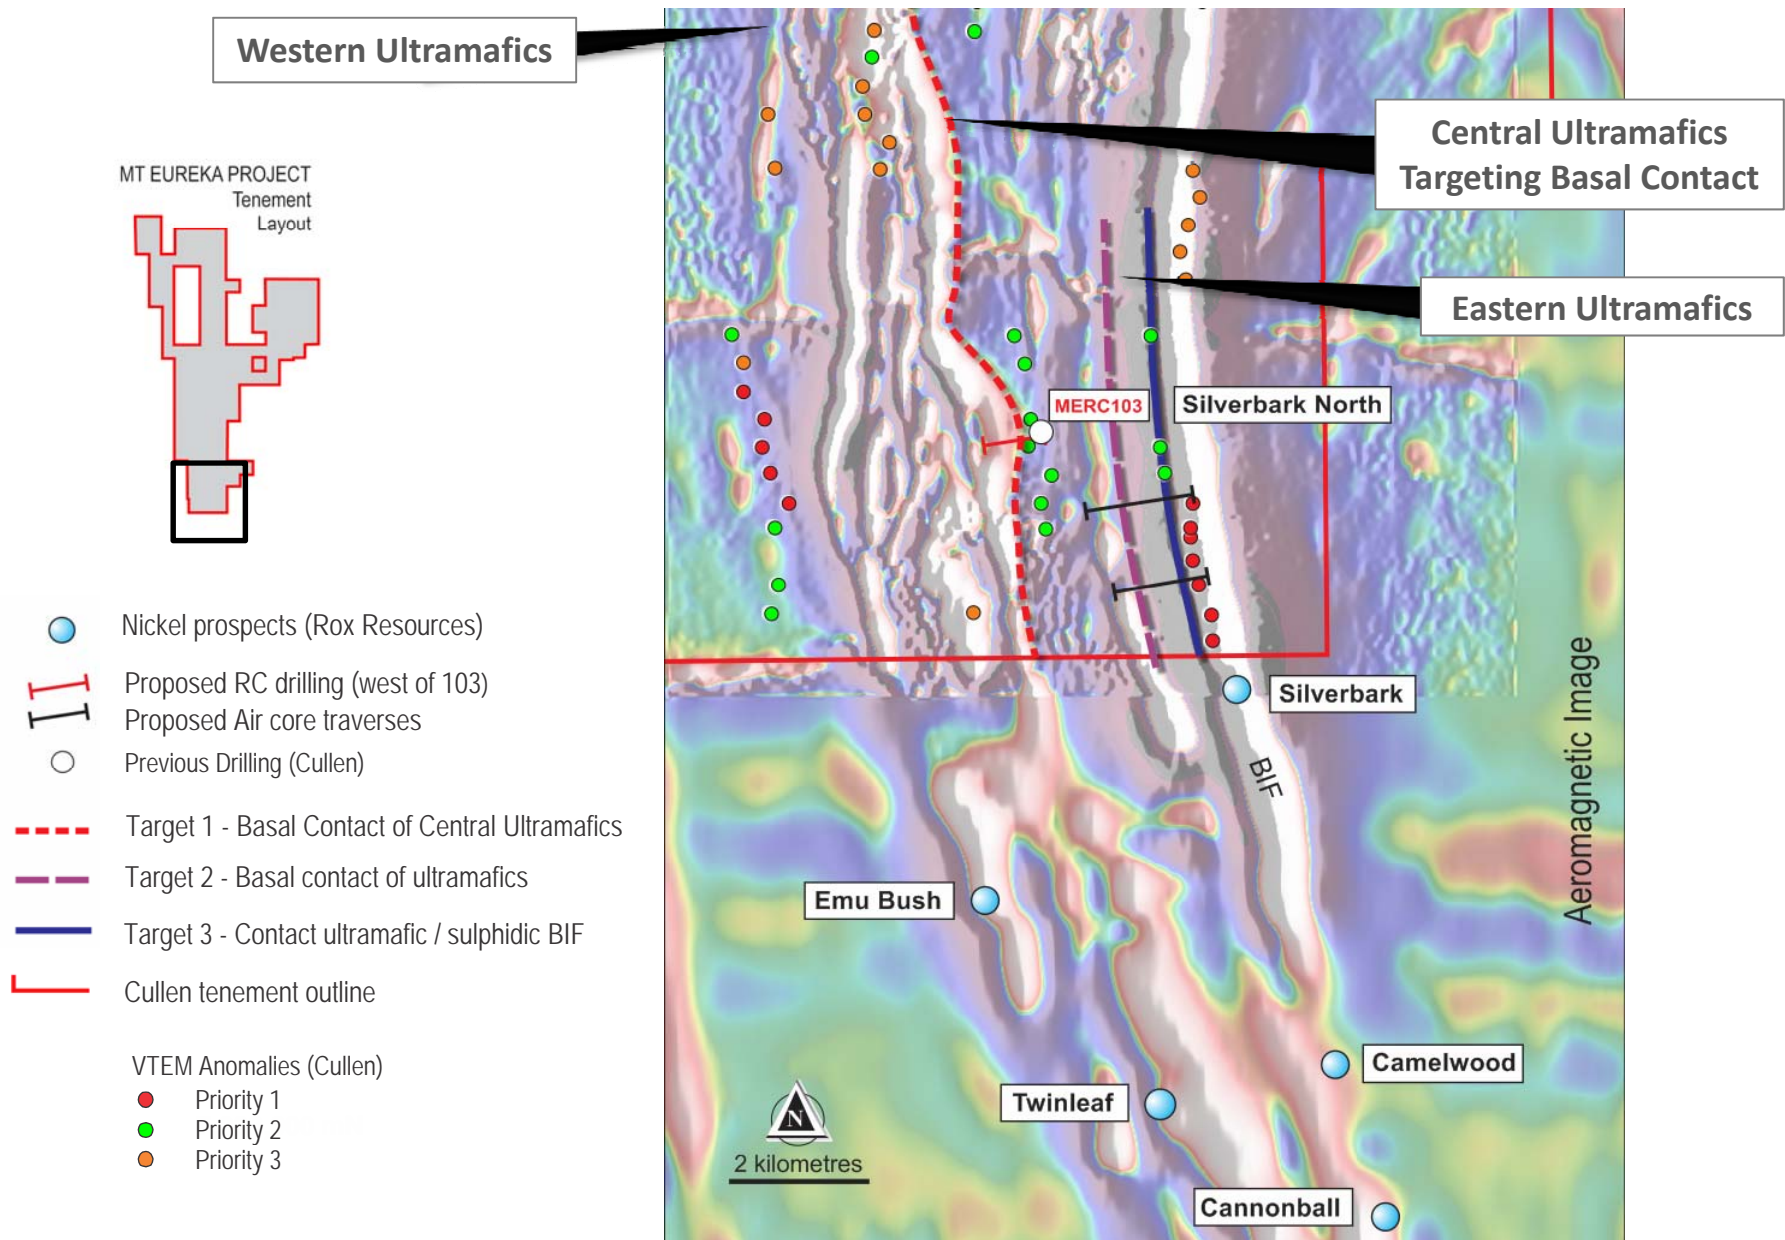 Western Ultramafics
Central Ultramafics
Targeting Basal Contact
Eastern Ultramafics
MT EUREKA PROJECT
Tenement
Layout
MERC103
Silverbark North
Silverbark
BIF
Emu Bush
Camelwood
Twinleaf
Cannonball
Aeromagnetic Image
N
2 kilometres
Nickel prospects (Rox Resources)
Proposed RC drilling (west of 103)
Proposed Air core traverses
Previous Drilling (Cullen)
Target 1 - Basal Contact of Central Ultramafics
Target 2 - Basal contact of ultramafics
Target 3 - Contact ultramafic / sulphidic BIF
Cullen tenement outline
VTEM Anomalies (Cullen)
Priority 1
Priority 2
Priority 3